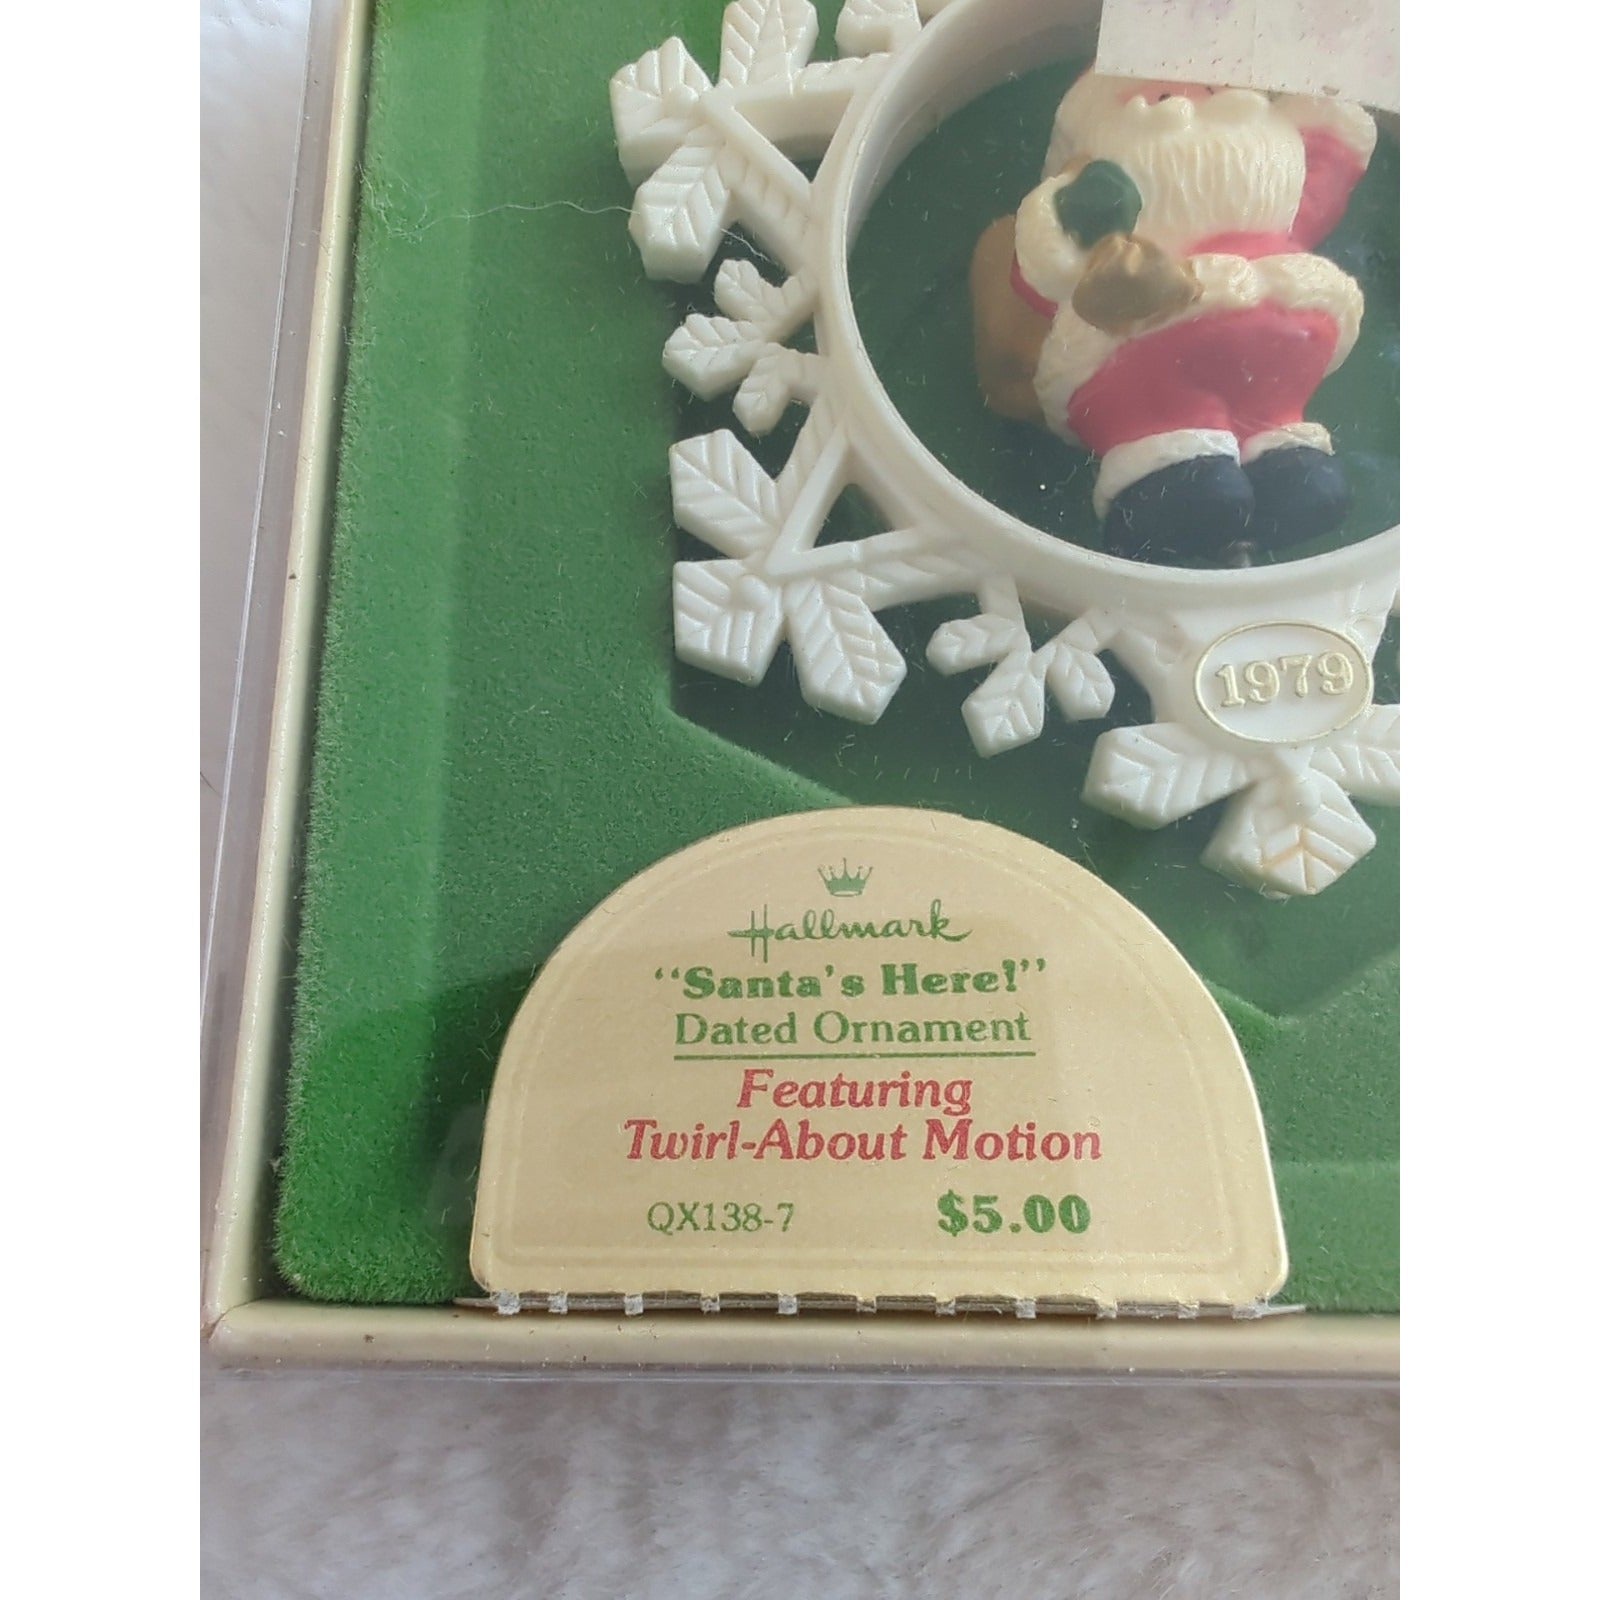 1979
Hallmark
“Santa's Here!”
Dated Ornament
Featuring
Twirl-About Motion
QX138-7 $5.00